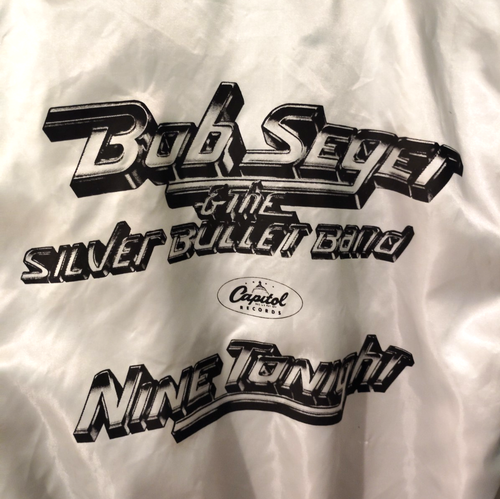 Bob Seger
& The
Silver Bullet Band
Capitol
RECORDS
Nine Tonight